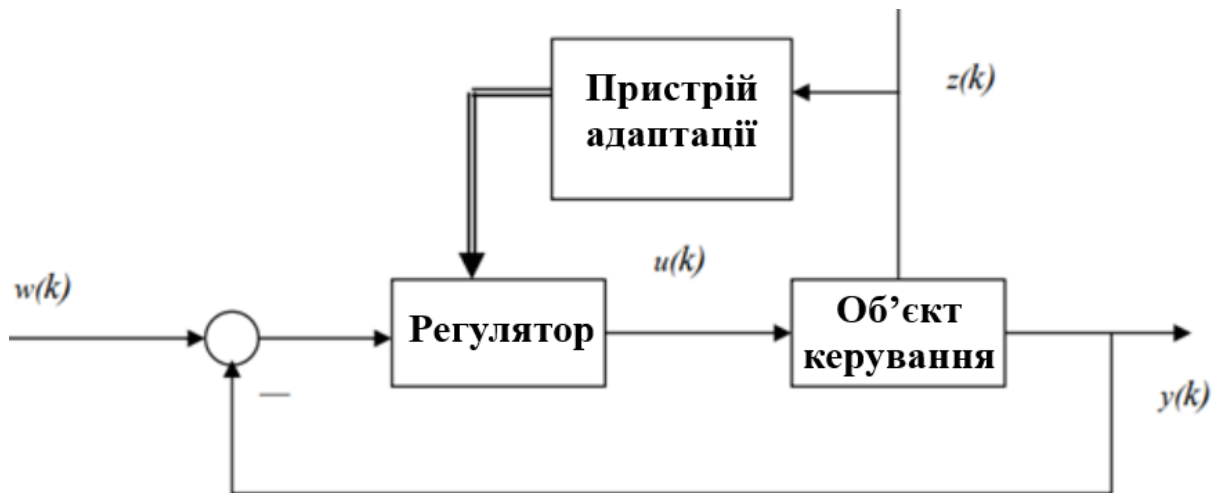 Пристрій
адаптації
z(k)
u(k)
w(k)
Регулятор
Об’єкт
керування
—
y(k)